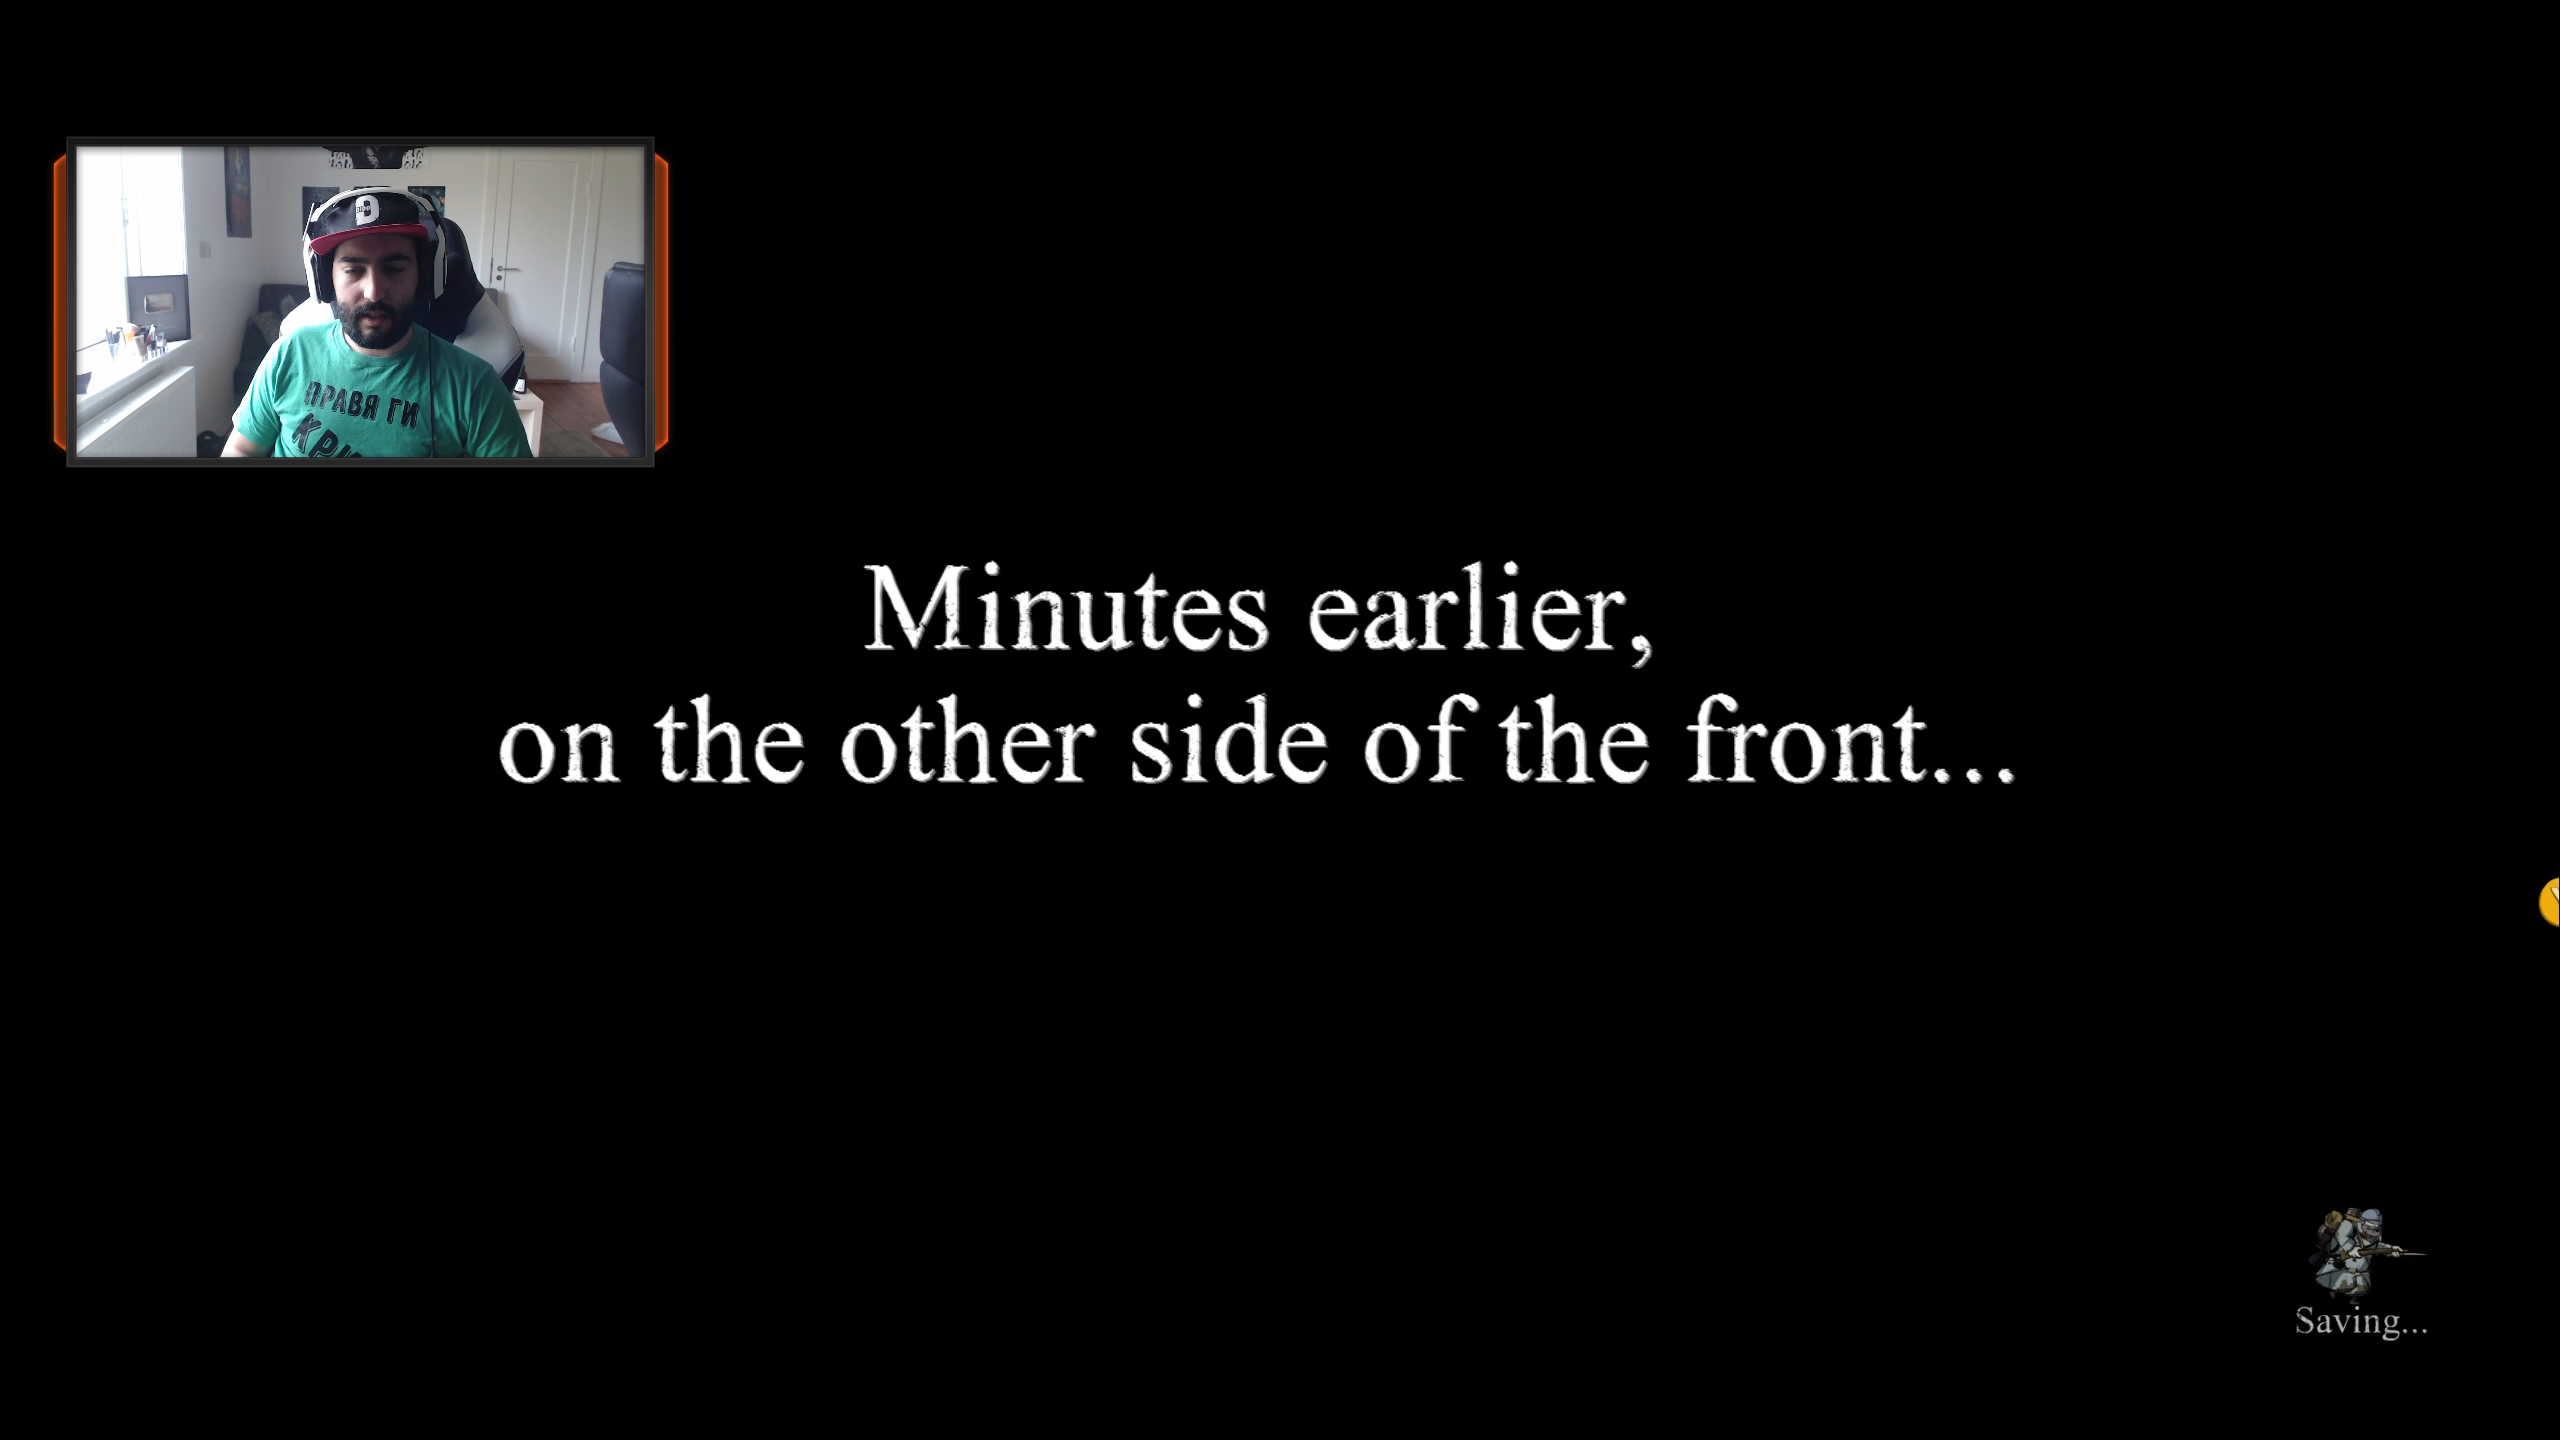 ПРАВЯ ГИ
Minutes earlier,
on the other side of the front...
Saving...